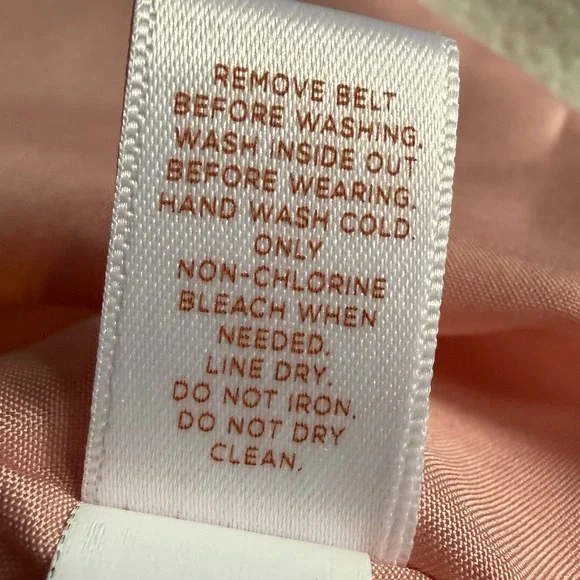 REMOVE BELT
BEFORE WASHING.
WASH INSIDE OUT
BEFORE WEARING.
HAND WASH COLD.
ONLY
NON-CHLORINE
BLEACH WHEN
NEEDED.
LINE DRY.
DO NOT IRON.
DO NOT DRY
CLEAN.